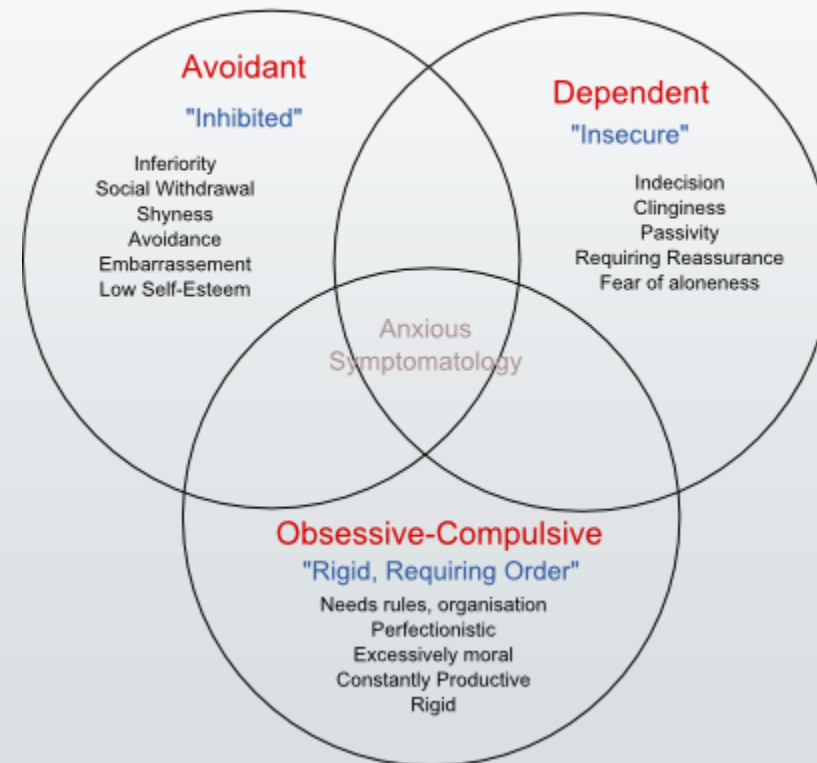 Avoidant
"Inhibited"
Inferiority
Social Withdrawal
Shyness
Avoidance
Embarrassement
Low Self-Esteem
Dependent
"Insecure"
Indecision
Clinginess
Passivity
Requiring Reassurance
Fear of aloneness
Anxious
Symptomatology
Obsessive-Compulsive
"Rigid, Requiring Order"
Needs rules, organisation
Perfectionistic
Excessively moral
Constantly Productive
Rigid